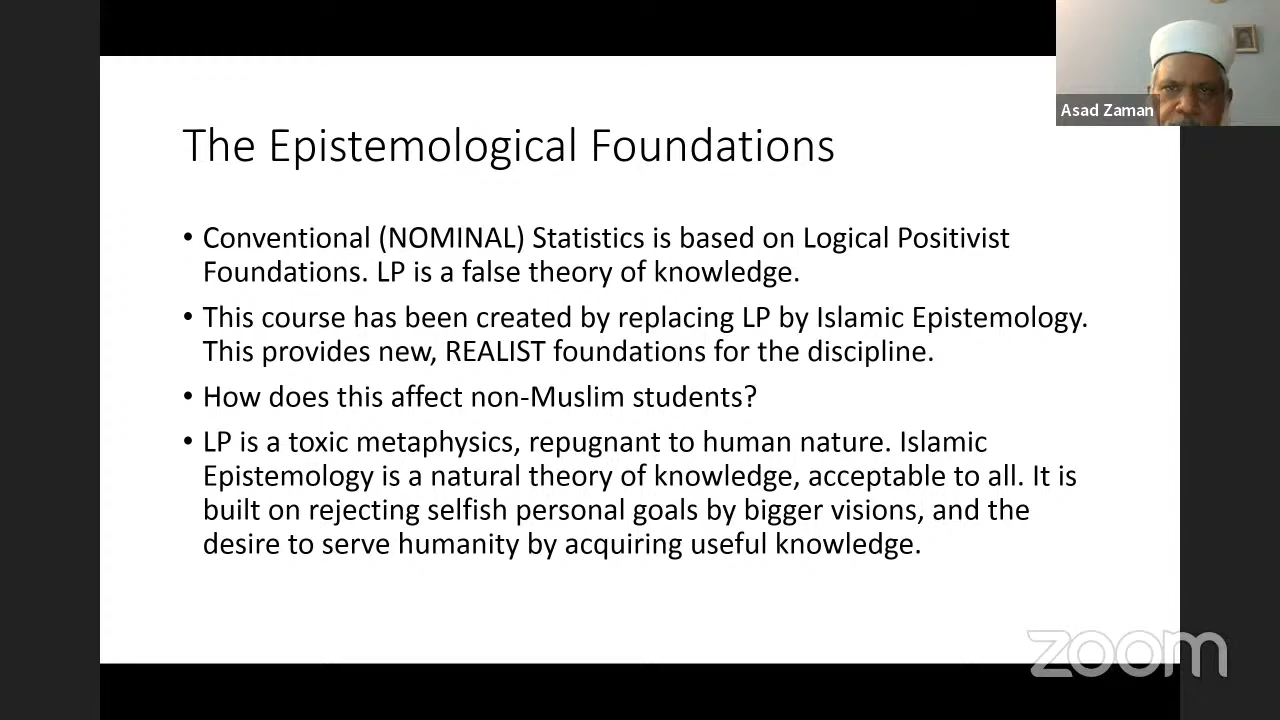 Asad Zaman
The Epistemological Foundations
• Conventional (NOMINAL) Statistics is based on Logical Positivist
Foundations. LP is a false theory of knowledge.
• This course has been created by replacing LP by Islamic Epistemology.
This provides new, REALIST foundations for the discipline.
• How does this affect non-Muslim students?
• LP is a toxic metaphysics, repugnant to human nature. Islamic
Epistemology is a natural theory of knowledge, acceptable to all. It is
built on rejecting selfish personal goals by bigger visions, and the
desire to serve humanity by acquiring useful knowledge.
zoom